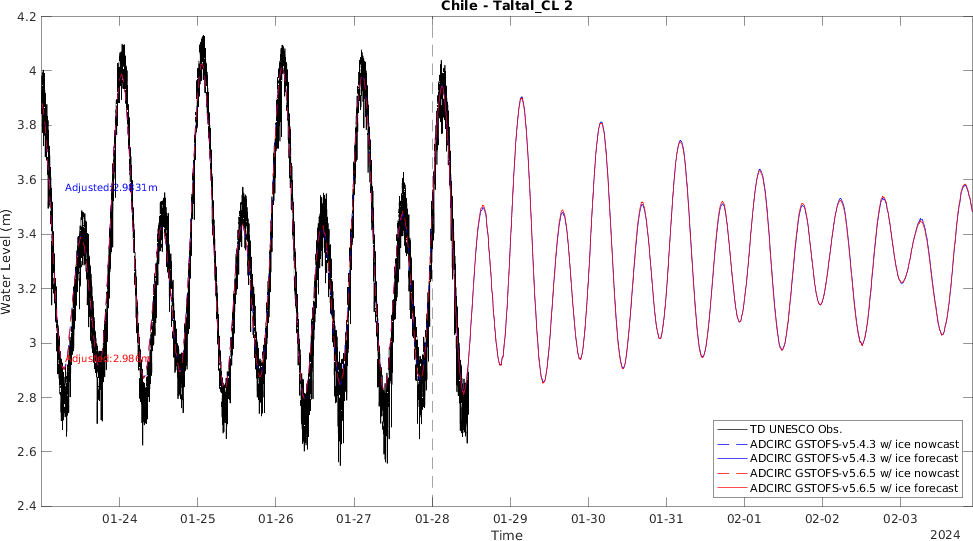 Chile - Taltal_CL 2
4.2
4
3.8
3.6
3.4
3.2
3
2.8
2.6
2.4
Water Level (m)
Adjusted:2.9831m
Adjusted:2.986m
TD UNESCO Obs.
ADCIRC GSTOFS-v5.4.3 w/ ice nowcast
ADCIRC GSTOFS-v5.4.3 w/ ice forecast
ADCIRC GSTOFS-v5.6.5 w/ ice nowcast
ADCIRC GSTOFS-v5.6.5 w/ ice forecast
01-24 01-25 01-26 01-27 01-28 01-29 01-30 01-31 02-01 02-02 02-03
Time
2024